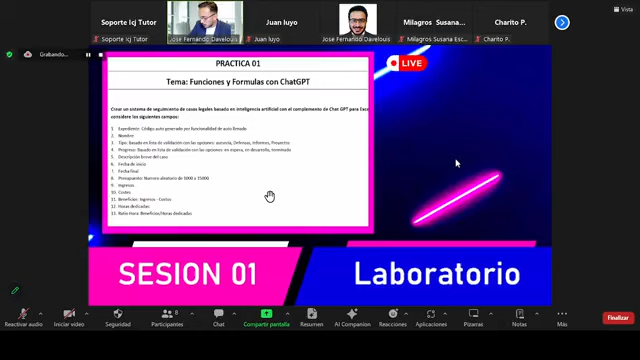 Vista
Soporte Icj Tutor
Juan luyo
Milagros Susana...
Charito P.
Soporte Icj Tutor
Jose Fernando Davelouis
Juan luyo
Jose Fernando Davelouis
Milagros Susana Esc...
Charito P.
Grabando...
LIVE
PRACTICA 01
Tema: Funciones y Formulas con ChatGPT
Crear un sistema de seguimiento de casos legales basado en inteligencia artificial con el complemento de Chat GPT para Exce
considere los siguientes campos:
1. Expediente: Código auto generado por funcionalidad de auto llenado
2. Nombre
3. Tipo: basado en lista de validación con las opciones: asesoría, Defensas, Informes, Proyectos
4. Progreso: Basado en lista de validación con las opciones: en espera, en desarrollo, terminado
5. Descripción breve del caso
6. Fecha de inicio
7. Fecha final
8. Presupuesto: Numero aleatorio de 5000 a 15000
9. Ingresos
10. Costes
11. Beneficios: Ingresos - Costos
12. Horas dedicadas
13. Ratio Hora: Beneficios/Horas dedicadas
SESION 01
Laboratorio
Reactivar audio
Iniciar video
Seguridad
Participantes
8
Chat
Compartir pantalla
Resumen
AI Companion
Reacciones
Aplicaciones
Pizarras
Notas
Más
Finalizar